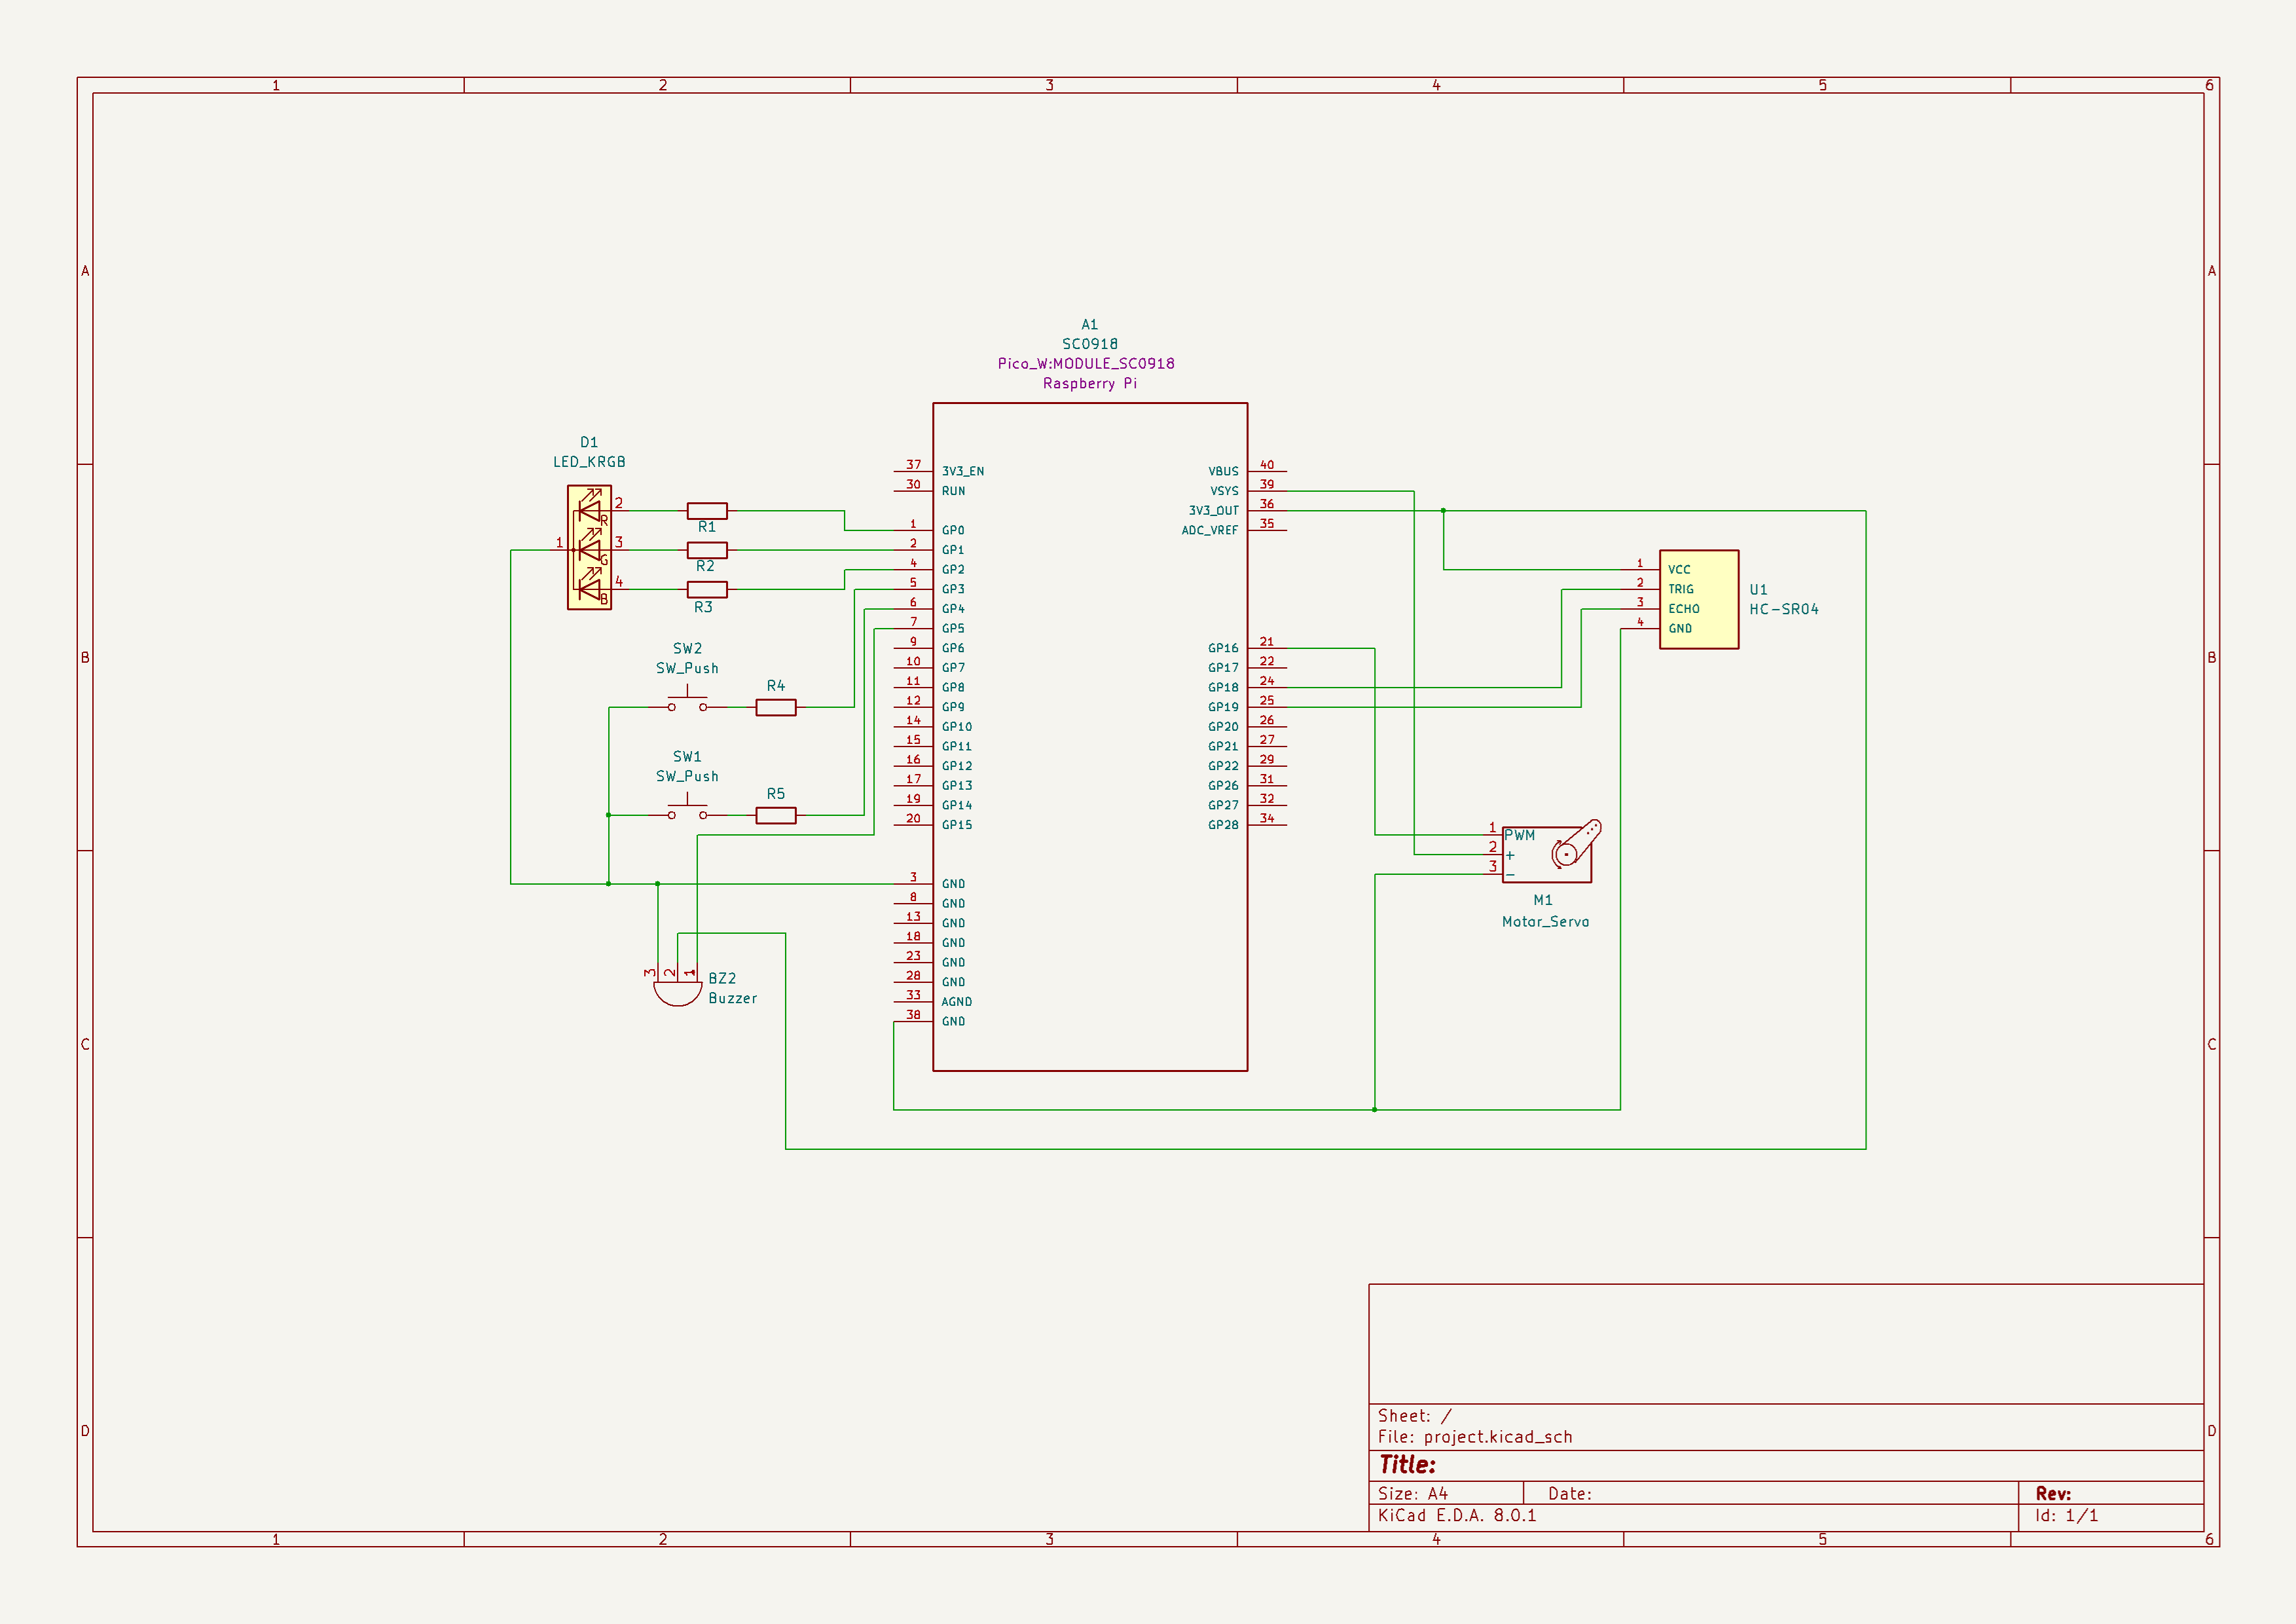 1 2 3 4 5 6
A A
B B
C C
D D
A1
SC0918
Pico_W:MODULE_SC0918
Raspberry Pi
D1
LED_KRGB
1
2 R
3 G
4 B
R1
R2
R3
SW2
SW_Push
R4
SW1
SW_Push
R5
3 2 1
BZ2
Buzzer
37 3V3_EN
30 RUN
1 GP0
2 GP1
4 GP2
5 GP3
6 GP4
7 GP5
9 GP6
10 GP7
11 GP8
12 GP9
14 GP10
15 GP11
16 GP12
17 GP13
19 GP14
20 GP15
3 GND
8 GND
13 GND
18 GND
23 GND
28 GND
33 AGND
38 GND
VBUS 40
VSYS 39
3V3_OUT 36
ADC_VREF 35
GP16 21
GP17 22
GP18 24
GP19 25
GP20 26
GP21 27
GP22 29
GP26 31
GP27 32
GP28 34
1 VCC
2 TRIG
3 ECHO
4 GND
U1
HC-SR04
1 PWM
2 +
3 -
M1
Motor_Servo
Sheet: /
File: project.kicad_sch
Title:
Size: A4 Date: Rev:
KiCad E.D.A. 8.0.1 Id: 1/1
1 2 3 4 5 6